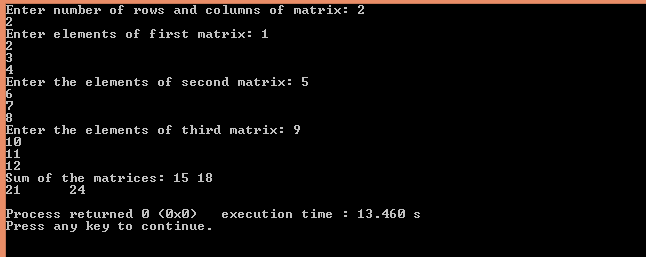 Enter number of rows and columns of matrix: 2
2
Enter elements of first matrix: 1
2
3
4
Enter the elements of second matrix: 5
6
7
8
Enter the elements of third matrix: 9
10
11
12
Sum of the matrices: 15 18
21      24
Process returned 0 (0x0)   execution time : 13.460 s
Press any key to continue.